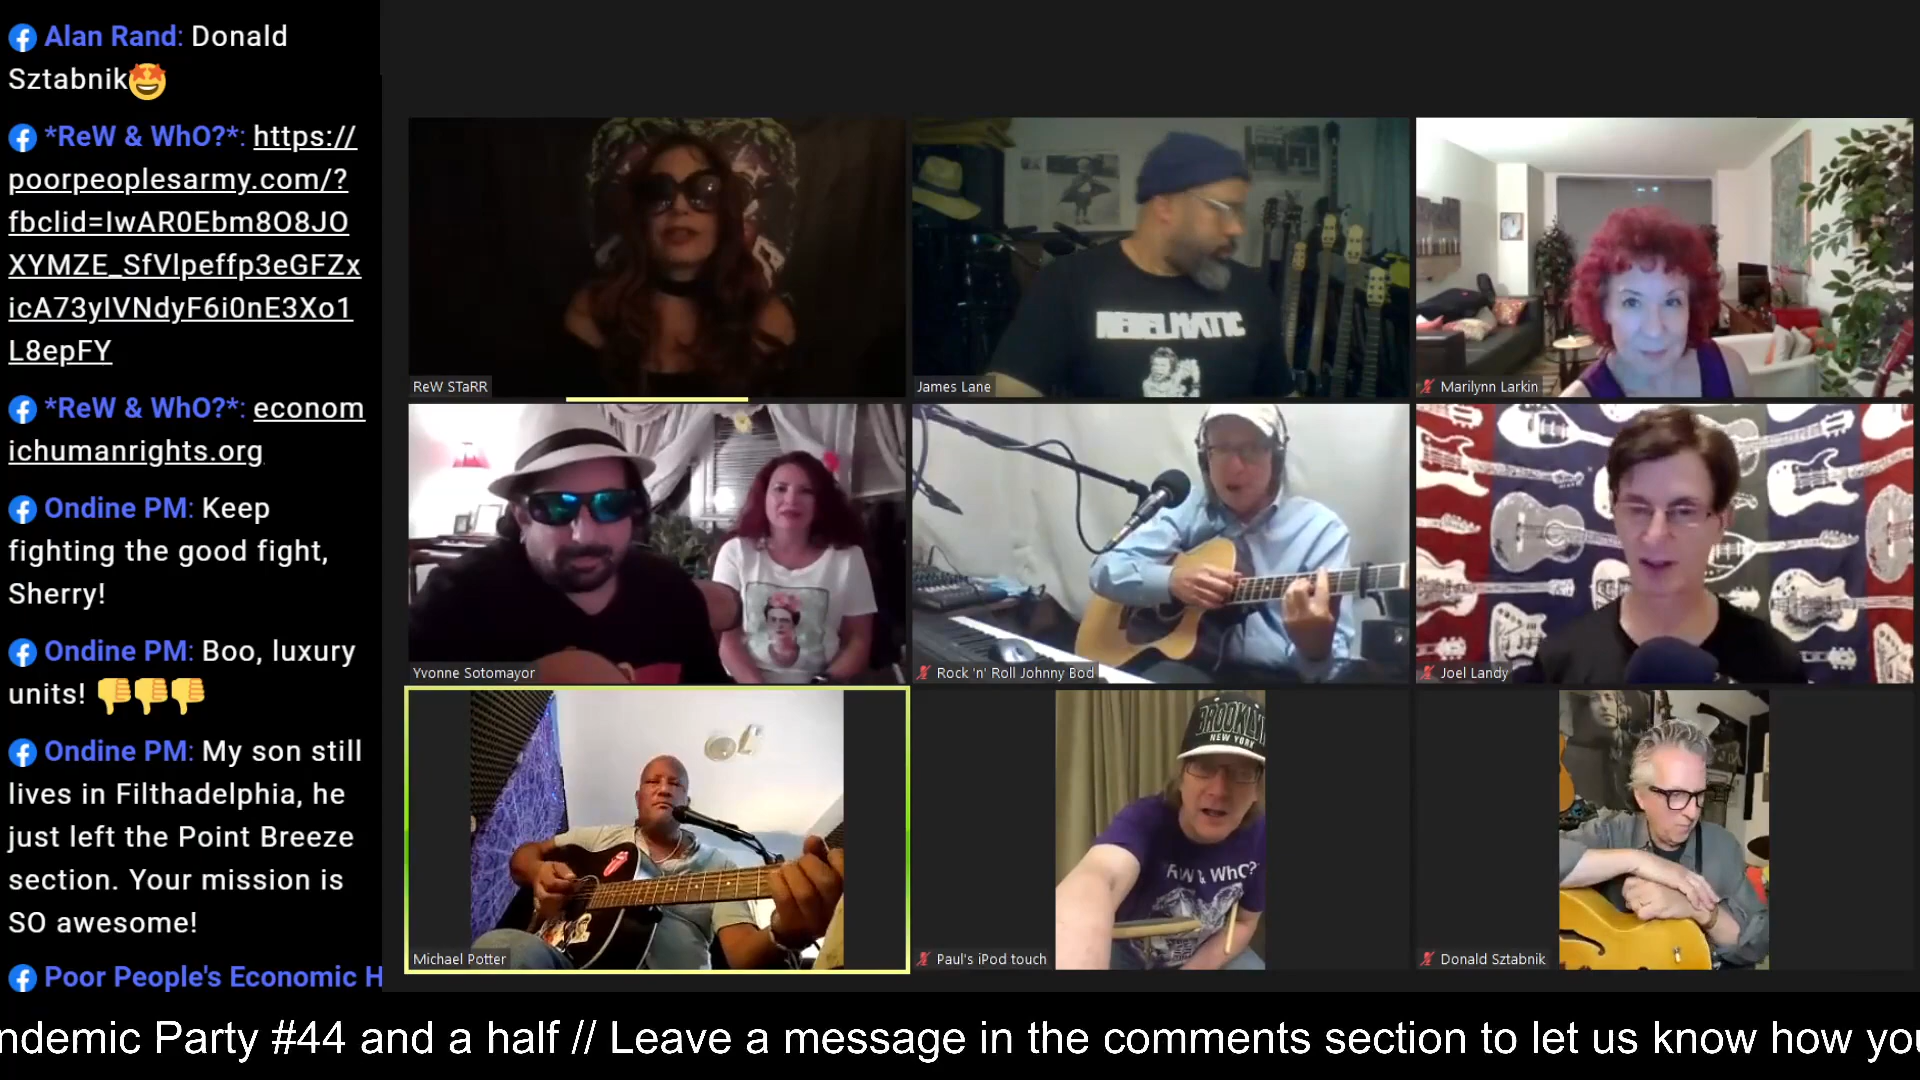 Alan Rand: Donald
Sztabnik🤩
*ReW & WhO?*: https://
poorpeoplesarmy.com/?
fbclid=IwAR0Ebm8O8JO
XYMZE_SfVlpeffp3eGFZx
icA73yIVNdyF6i0nE3Xo1
L8epFY
*ReW & WhO?*: econom
ichumanrights.org
Ondine PM: Keep
fighting the good fight,
Sherry!
Ondine PM: Boo, luxury
units! 👎👎👎
Ondine PM: My son still
lives in Filthadelphia, he
just left the Point Breeze
section. Your mission is
SO awesome!
Poor People's Economic H
ReW STaRR
REBELMATIC
James Lane
Marilynn Larkin
Yvonne Sotomayor
Rock 'n' Roll Johnny Bod
Joel Landy
Michael Potter
BROOKLYN
NEW YORK
ReW & WhO?
Paul's iPod touch
Donald Sztabnik
ndemic Party #44 and a half // Leave a message in the comments section to let us know how you